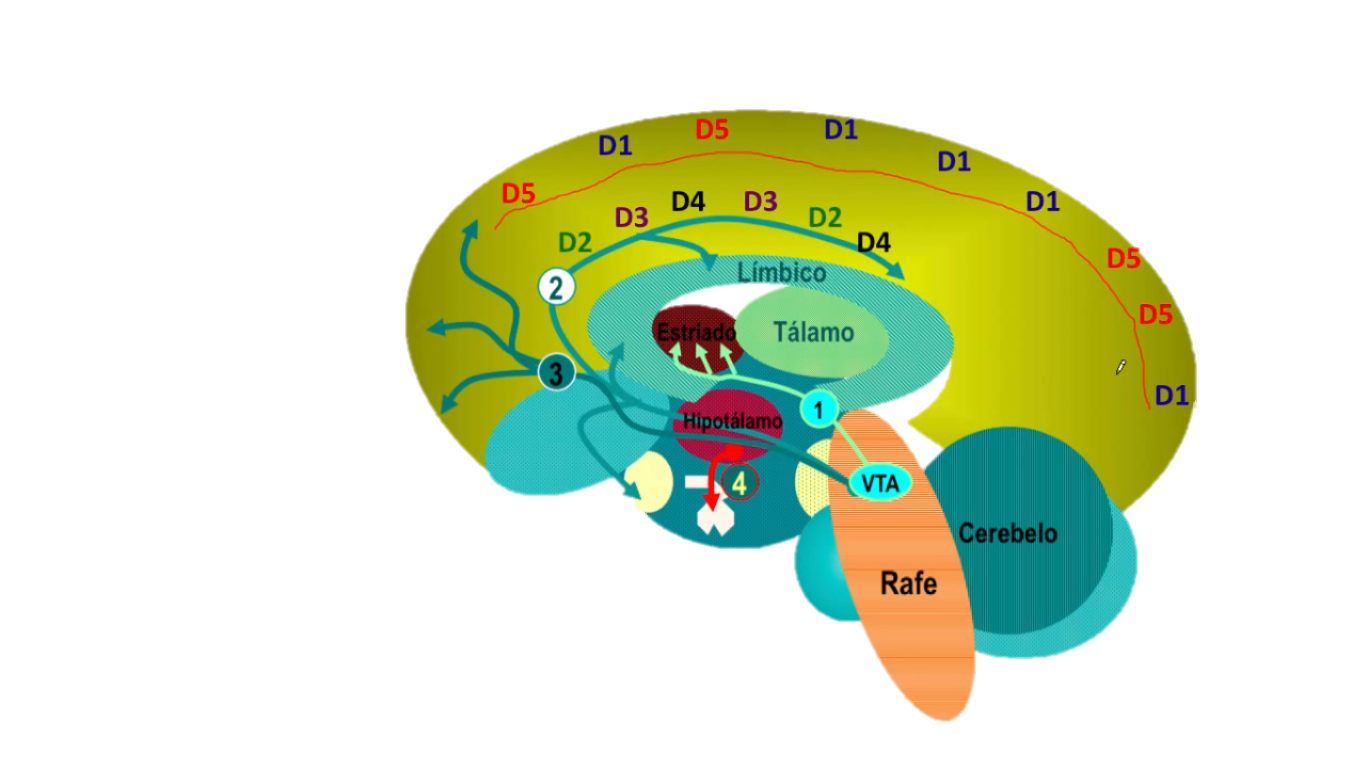 D1
D5
D1
D1
D5
D1
D3
D4
D3
D2
D2
D4
D5
2
Límbico
D5
Estriado
Tálamo
3
D1
1
Hipotálamo
4
VTA
Cerebelo
Rafe